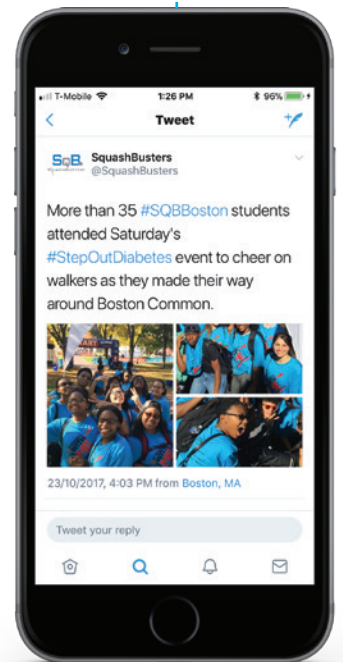 T-Mobile 1:26 PM 96%
Tweet
SqB SquashBusters
@SquashBusters
More than 35 #SQBBoston students
attended Saturday's
#StepOutDiabetes event to cheer on
walkers as they made their way
around Boston Common.
23/10/2017, 4:03 PM from Boston, MA
Tweet your reply